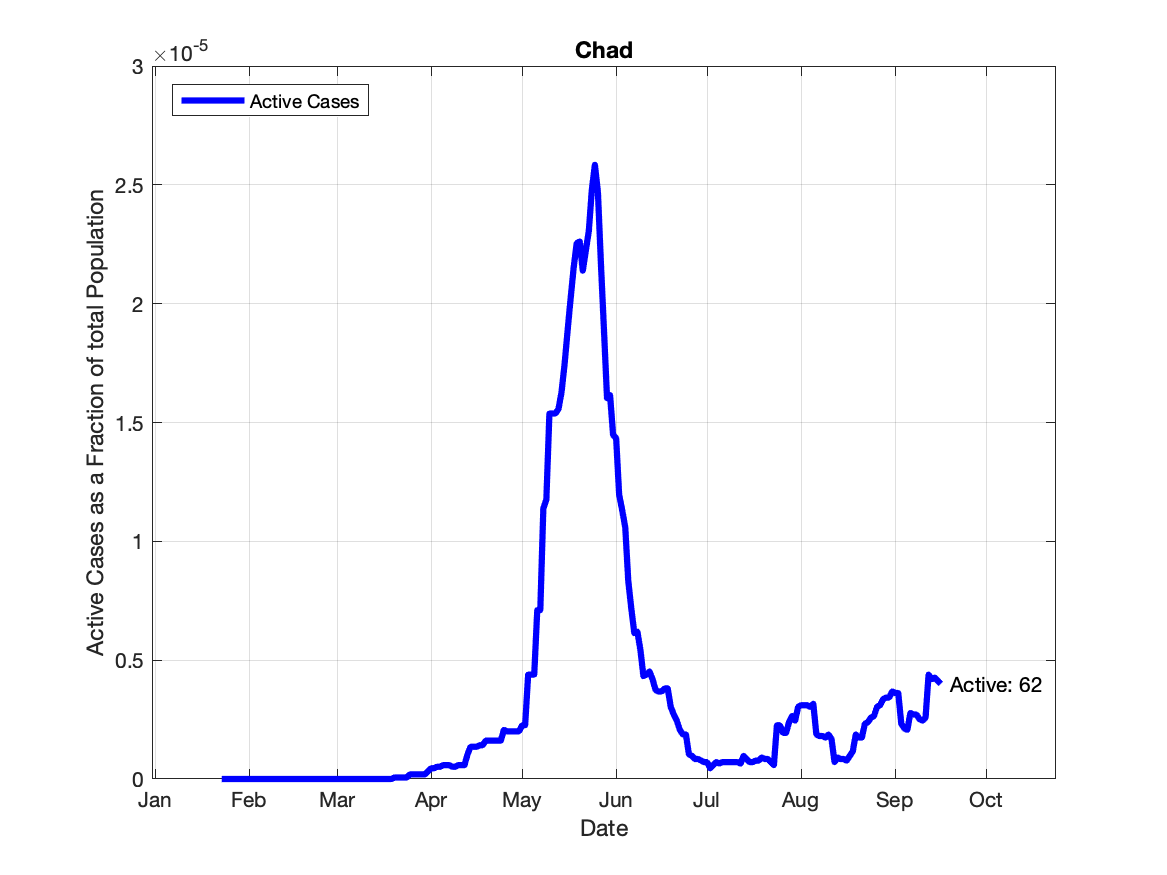 Chad
×10-5
3
2.5
2
1.5
1
0.5
0
Active Cases as a Fraction of total Population
Active Cases
Active: 62
Jan Feb Mar Apr May Jun Jul Aug Sep Oct
Date